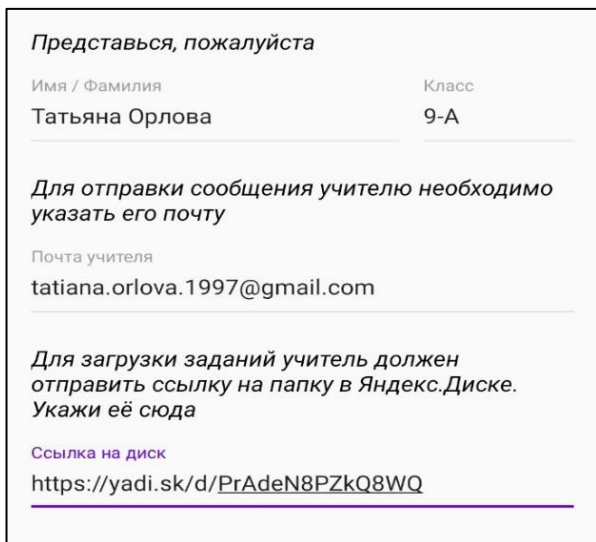 Представься, пожалуйста
Имя / Фамилия Класс
Татьяна Орлова 9-А
Для отправки сообщения учителю необходимо
указать его почту
Почта учителя
tatiana.orlova.1997@gmail.com
Для загрузки заданий учитель должен
отправить ссылку на папку в Яндекс.Диске.
Укажи её сюда
Ссылка на диск
https://yadi.sk/d/PrAdeN8PZkQ8WQ